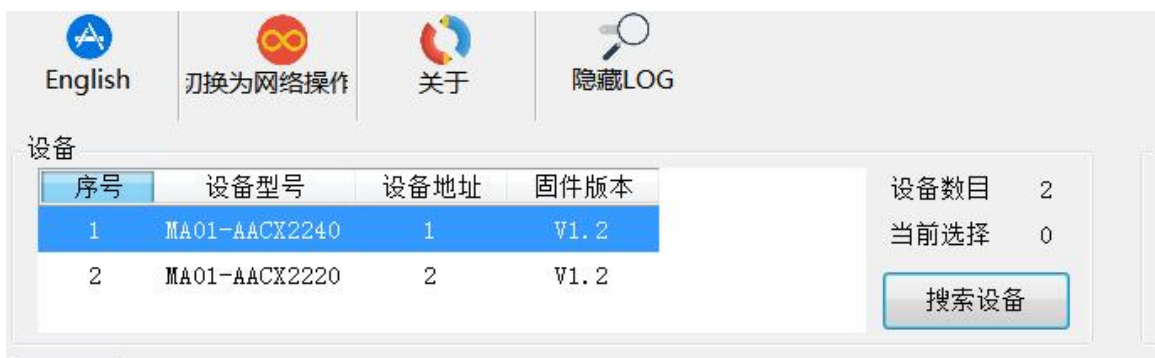 English 切换为网络操作 关于 隐藏LOG
设备
序号 设备型号 设备地址 固件版本
1 MA01-AACX2240 1 V1.2
2 MA01-AACX2220 2 V1.2
设备数目 2
当前选择 0
搜索设备